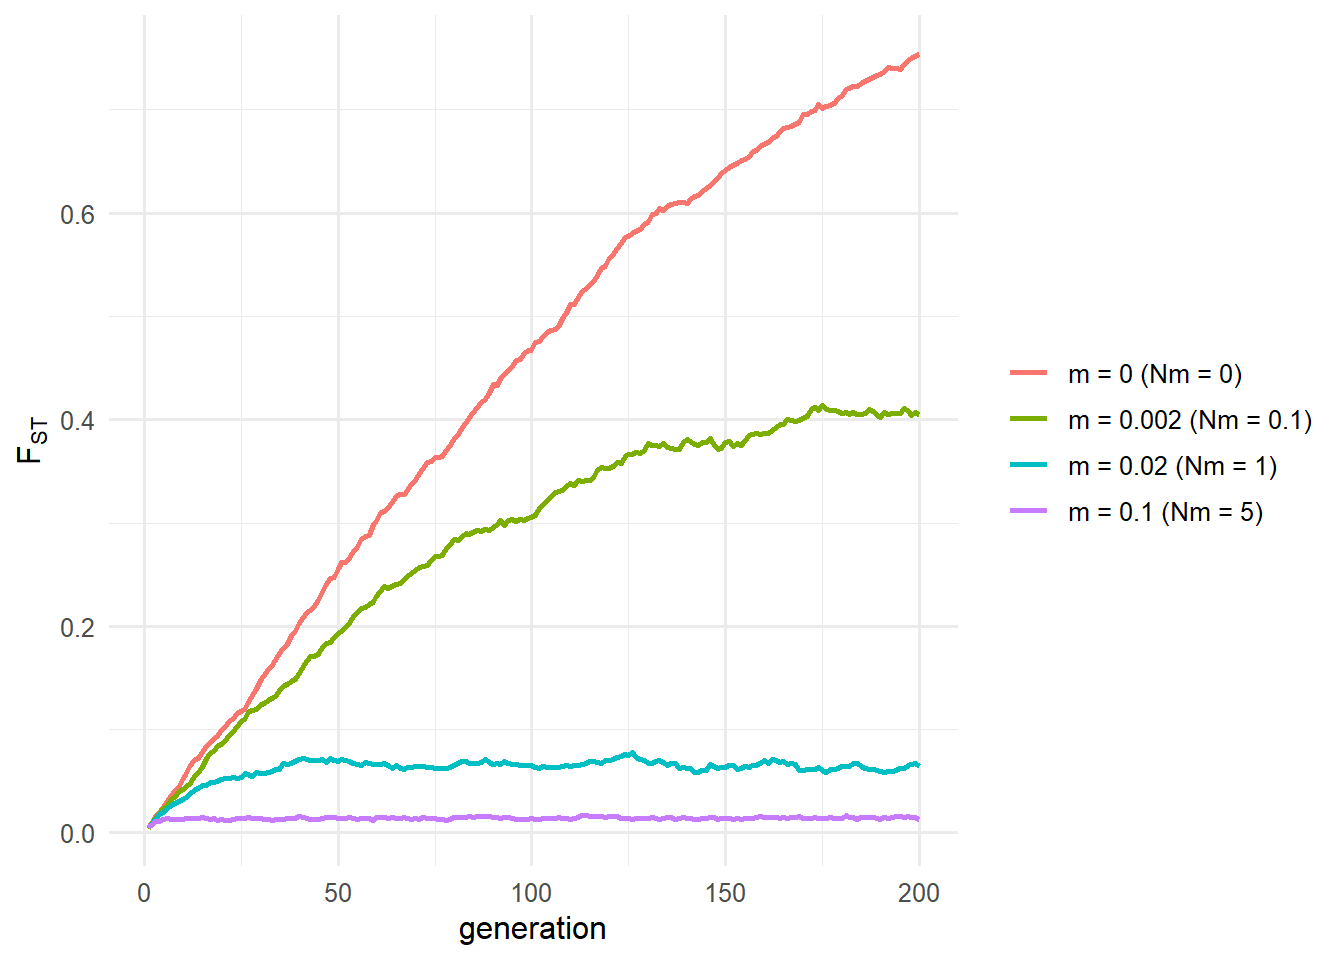 0.6
0.4
0.2
0.0
F_ST
0 50 100 150 200
generation
m = 0 (Nm = 0)
m = 0.002 (Nm = 0.1)
m = 0.02 (Nm = 1)
m = 0.1 (Nm = 5)